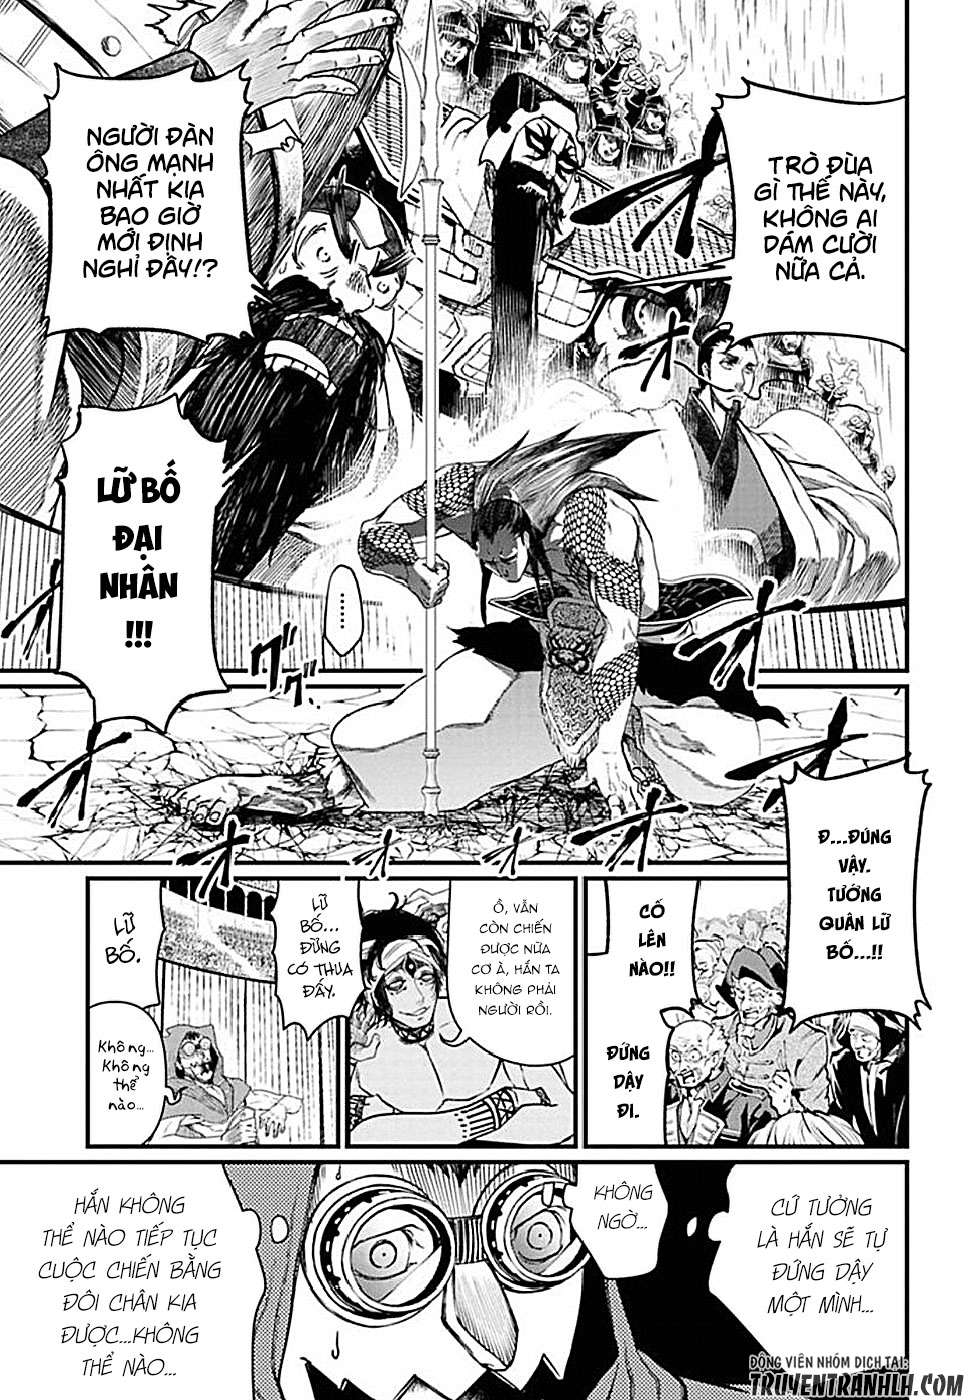 TRÒ ĐÙA
GÌ THẾ NÀY,
KHÔNG AI
DÁM CƯỜI
NỮA CẢ.
NGƯỜI ĐÀN
ÔNG MẠNH
NHẤT KIA
BAO GIỜ
MỚI ĐỊNH
NGHỈ ĐÂY!?
LỮ BỐ
ĐẠI
NHÂN
!!!
.......
Đ...ĐÚNG
VẬY.
TƯỚNG
QUÂN LỮ
BỐ...!!
CỐ
LÊN
NÀO!!
ĐỨNG
DẬY
ĐI.
Ồ, VẪN
CÒN CHIẾN
ĐƯỢC NỮA
CƠ À, HẮN TA
KHÔNG PHẢI
NGƯỜI RỒI.
LỮ
BỐ...
ĐỪNG
CÓ THUA
ĐẤY.
LỮ
BỐ.
Không...
Không
thể
nào...
CỨ TƯỞNG
LÀ HẮN SẼ TỰ
ĐỨNG DẬY
MỘT MÌNH...
KHÔNG
NGỜ...
HẮN KHÔNG
THỂ NÀO TIẾP TỤC
CUỘC CHIẾN BẰNG
ĐÔI CHÂN KIA
ĐƯỢC...KHÔNG
THỂ NÀO...
ĐỘNG VIÊN NHÓM DỊCH TẠI:
TRUYENTRANHLH.COM